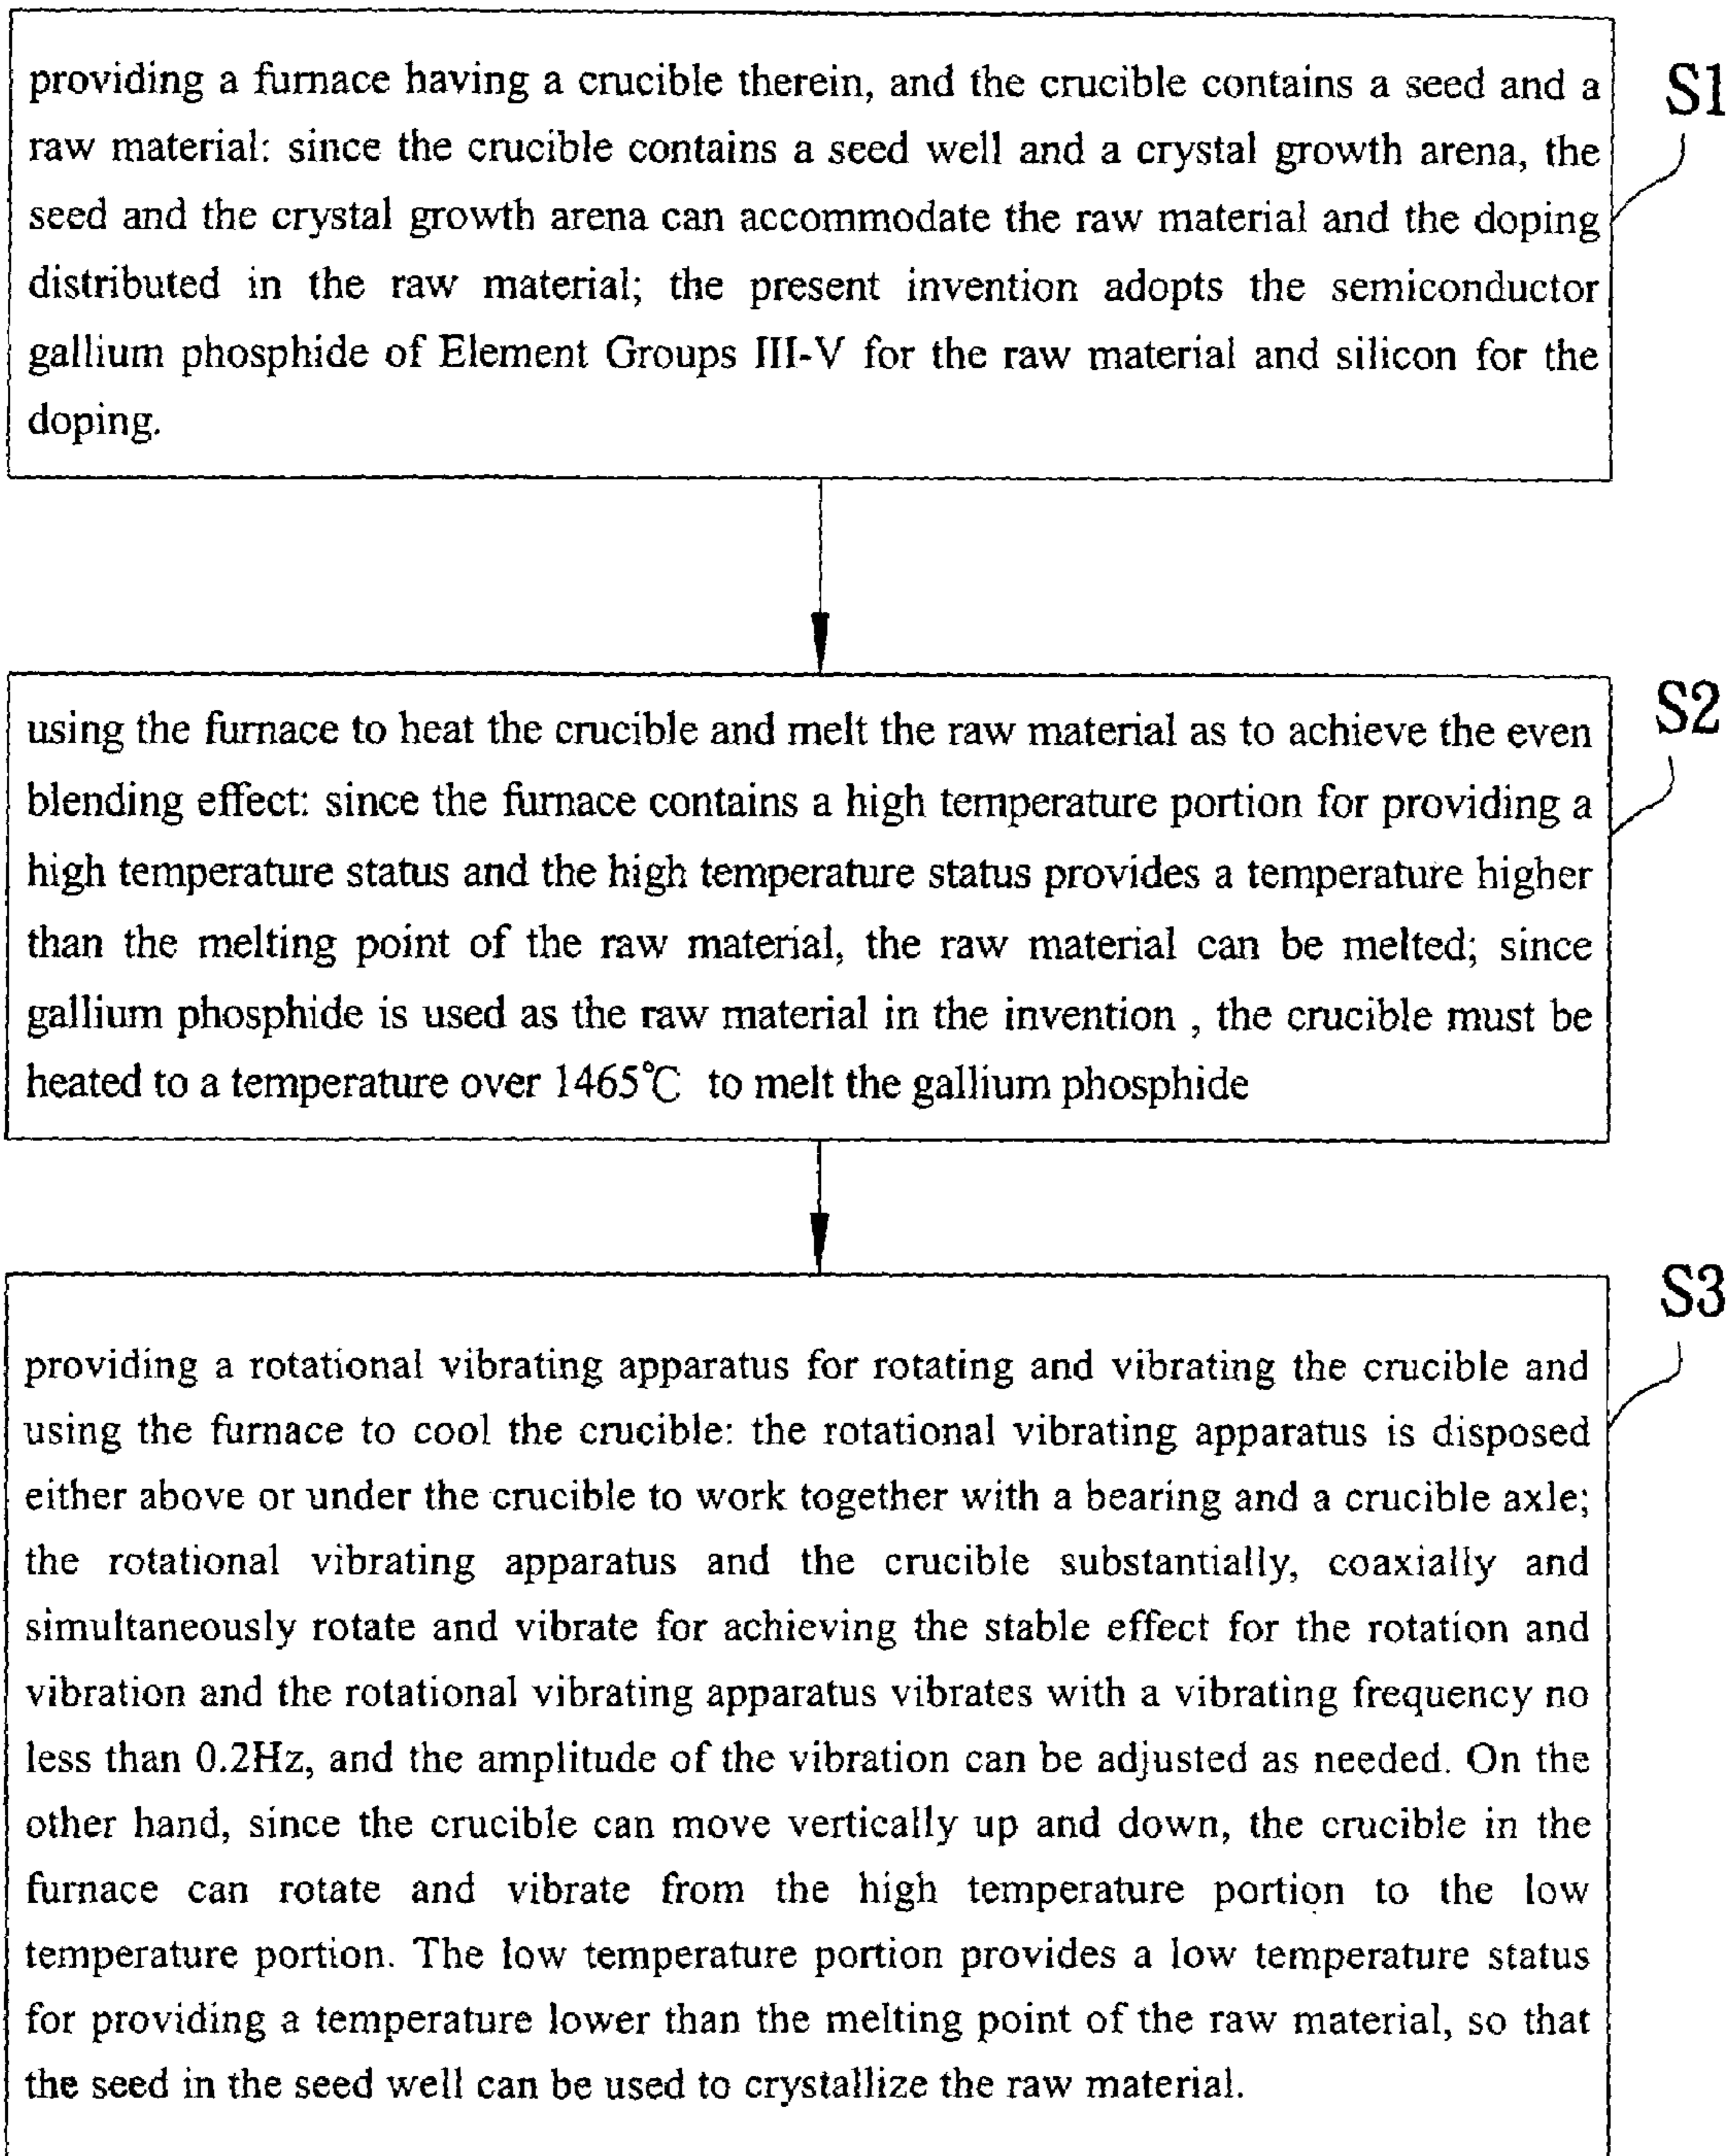 providing a furnace having a crucible therein, and the crucible contains a seed and a
raw material: since the crucible contains a seed well and a crystal growth arena, the
seed and the crystal growth arena can accommodate the raw material and the doping
distributed in the raw material; the present invention adopts the semiconductor
gallium phosphide of Element Groups III-V for the raw material and silicon for the
doping.
S1
using the furnace to heat the crucible and melt the raw material as to achieve the even
blending effect: since the furnace contains a high temperature portion for providing a
high temperature status and the high temperature status provides a temperature higher
than the melting point of the raw material, the raw material can be melted; since
gallium phosphide is used as the raw material in the invention , the crucible must be
heated to a temperature over 1465℃ to melt the gallium phosphide
S2
providing a rotational vibrating apparatus for rotating and vibrating the crucible and
using the furnace to cool the crucible: the rotational vibrating apparatus is disposed
either above or under the crucible to work together with a bearing and a crucible axle;
the rotational vibrating apparatus and the crucible substantially, coaxially and
simultaneously rotate and vibrate for achieving the stable effect for the rotation and
vibration and the rotational vibrating apparatus vibrates with a vibrating frequency no
less than 0.2Hz, and the amplitude of the vibration can be adjusted as needed. On the
other hand, since the crucible can move vertically up and down, the crucible in the
furnace can rotate and vibrate from the high temperature portion to the low
temperature portion. The low temperature portion provides a low temperature status
for providing a temperature lower than the melting point of the raw material, so that
the seed in the seed well can be used to crystallize the raw material.
S3